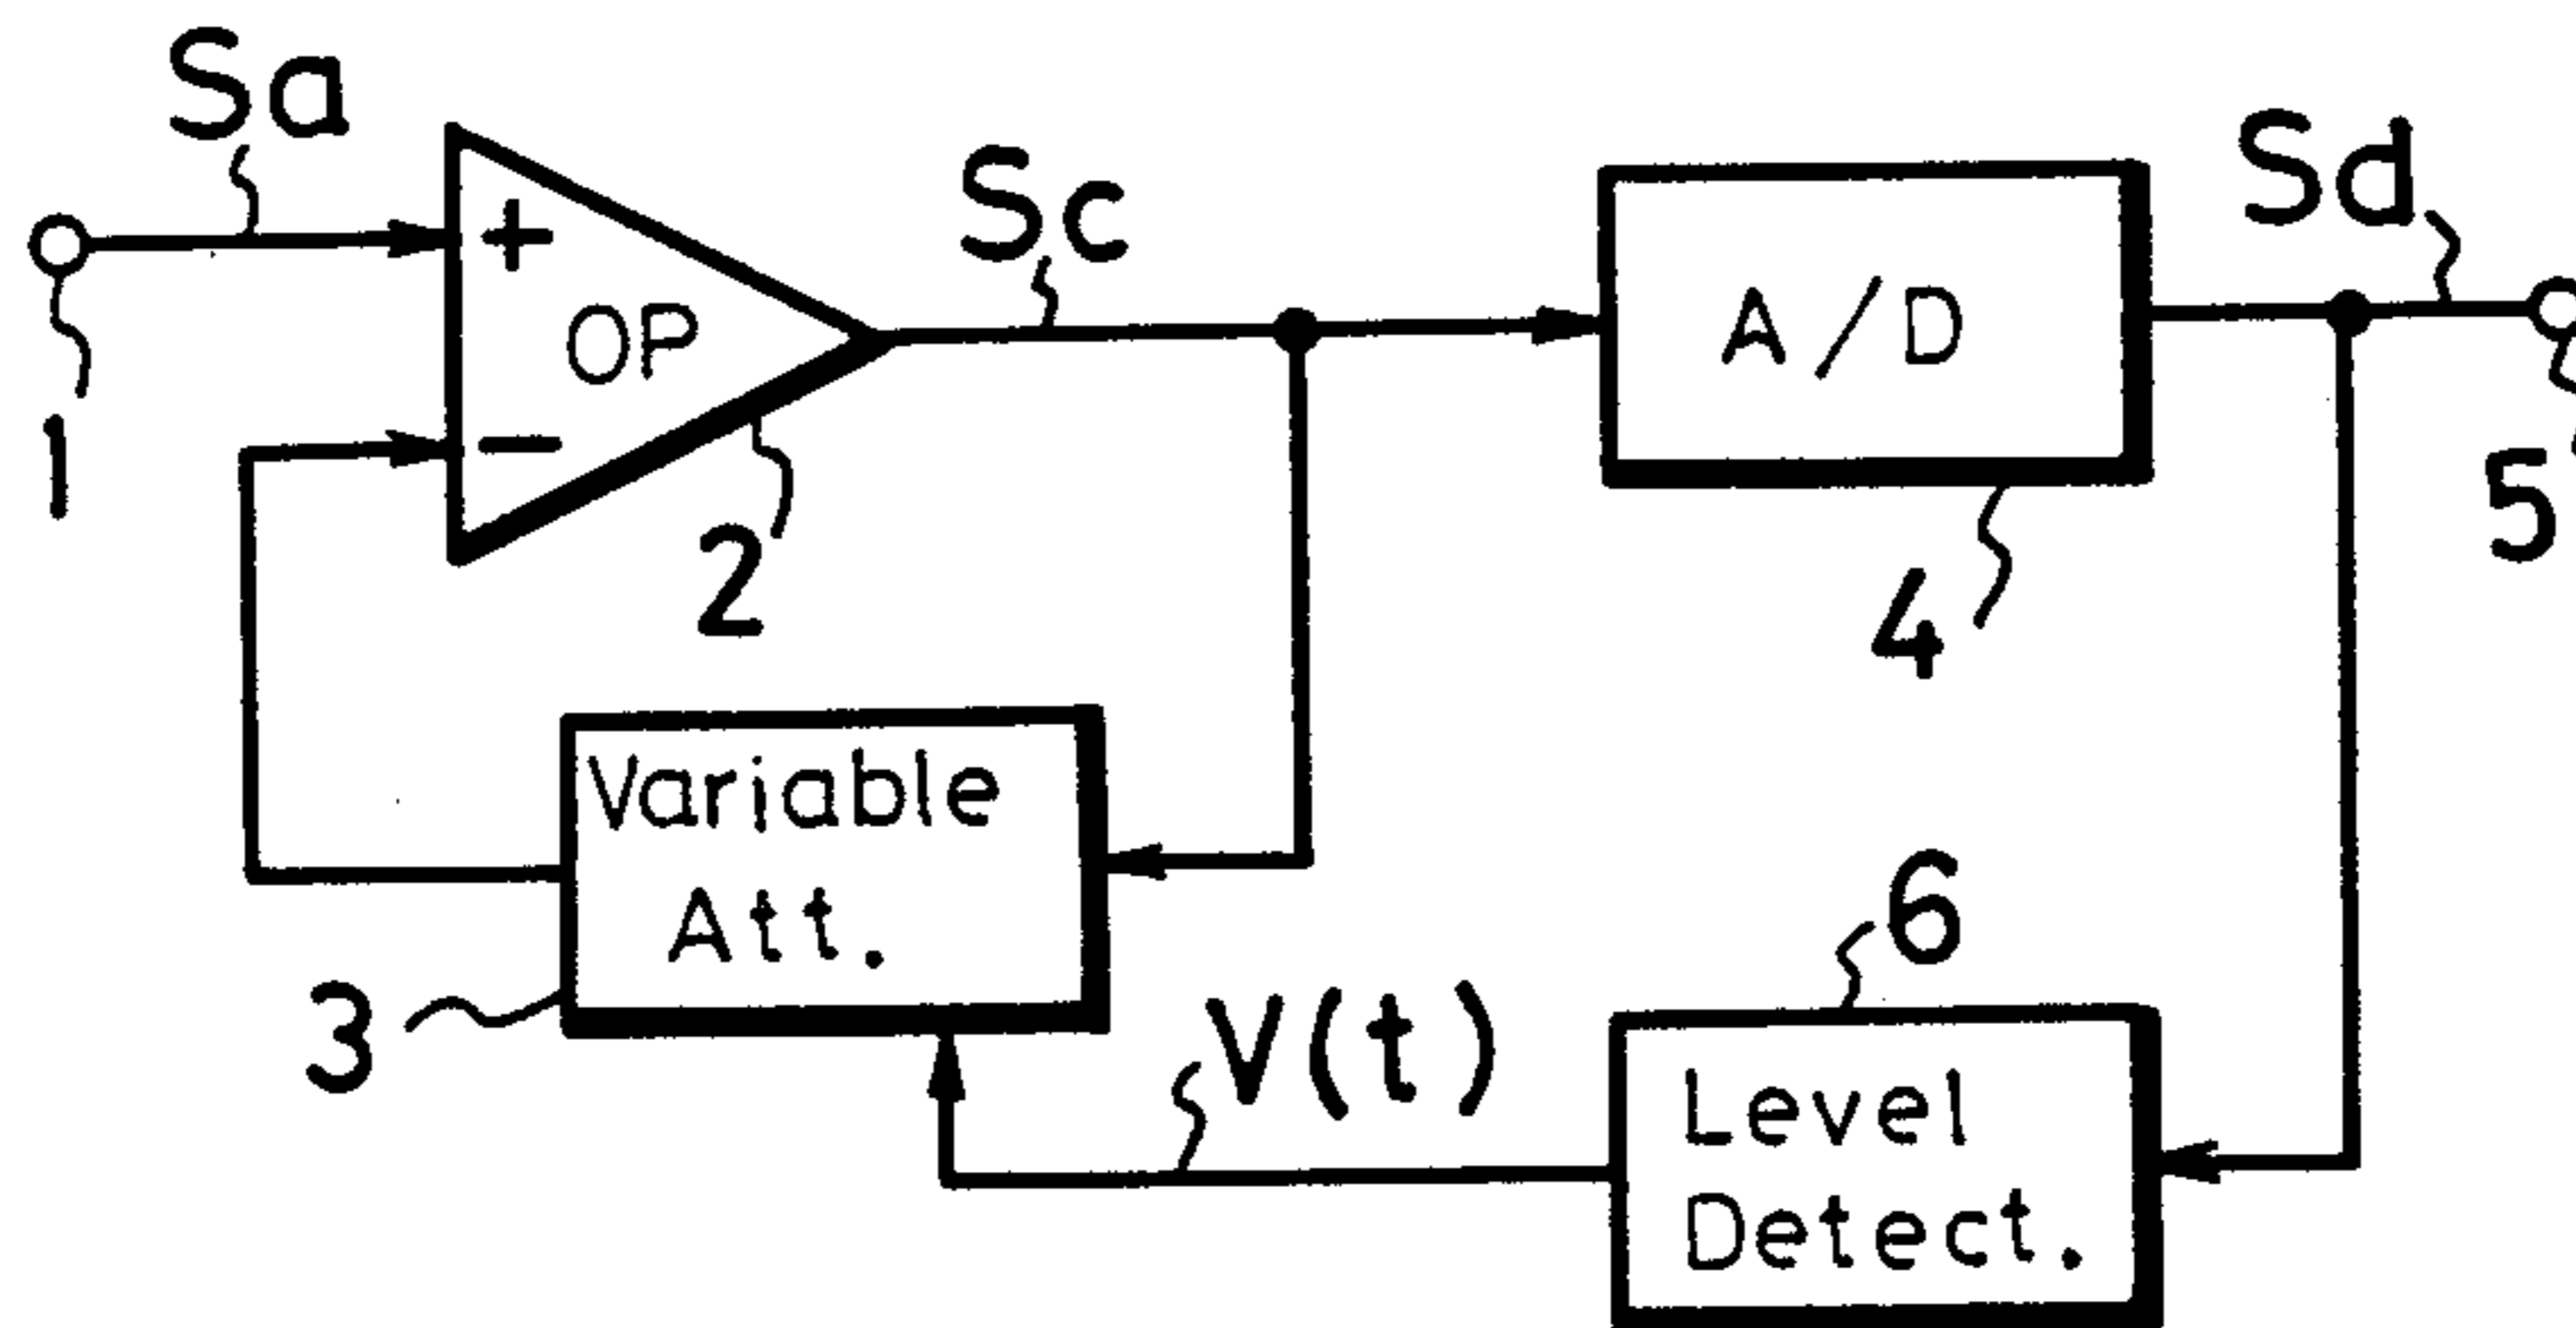 Sa
Sc
Sd
+
OP
−
A/D
1
2
4
5
Variable
Att.
3
V(t)
6
Level
Detect.